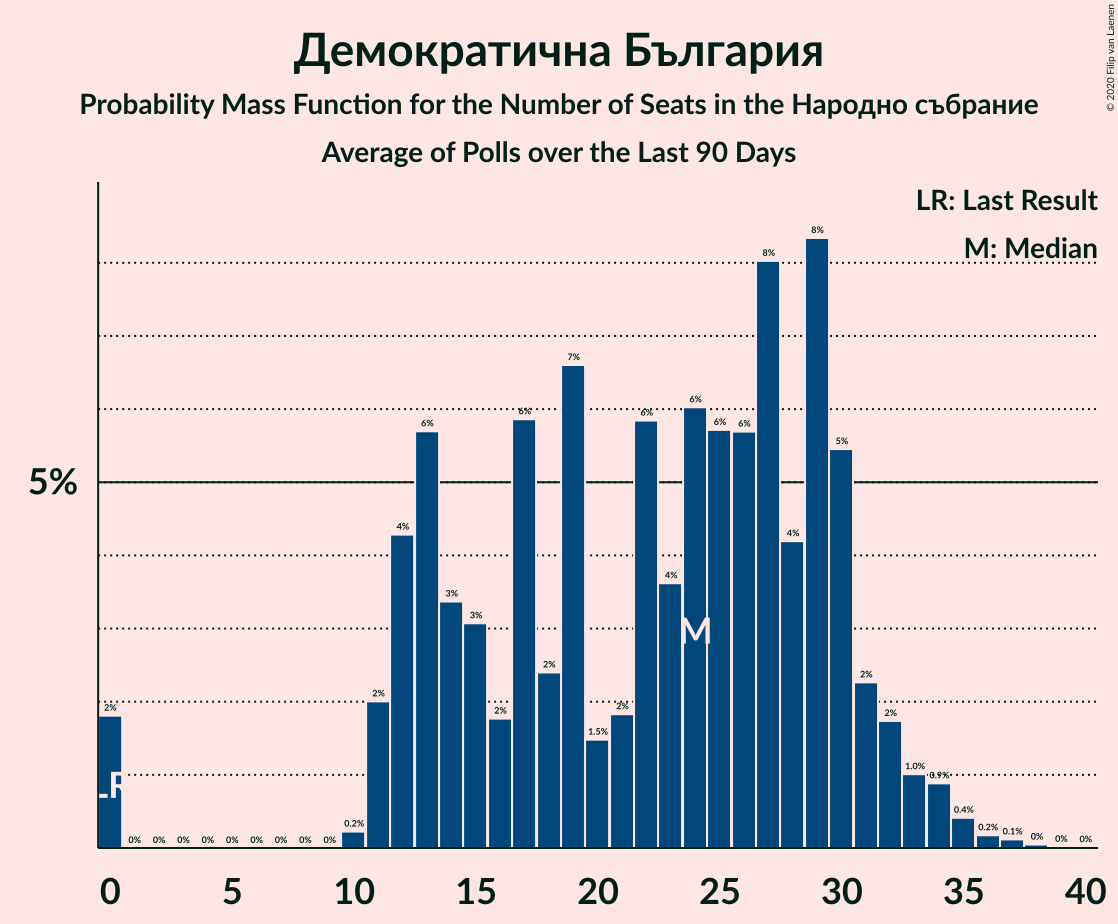 Демократична България
Probability Mass Function for the Number of Seats in the Народно събрание
Average of Polls over the Last 90 Days
© 2020 Filip van Laenen
LR: Last Result
M: Median
5%
2% 0% 0% 0% 0% 0% 0% 0% 0% 0% 0.2% 2% 4% 6% 3% 3% 2% 6% 2% 7% 1.5% 2% 6% 4% 6% 6% 6% 8% 4% 8% 5% 2% 2% 1.0% 0.9% 0.4% 0.2% 0.1% 0% 0% 0%
LR
M
0 5 10 15 20 25 30 35 40